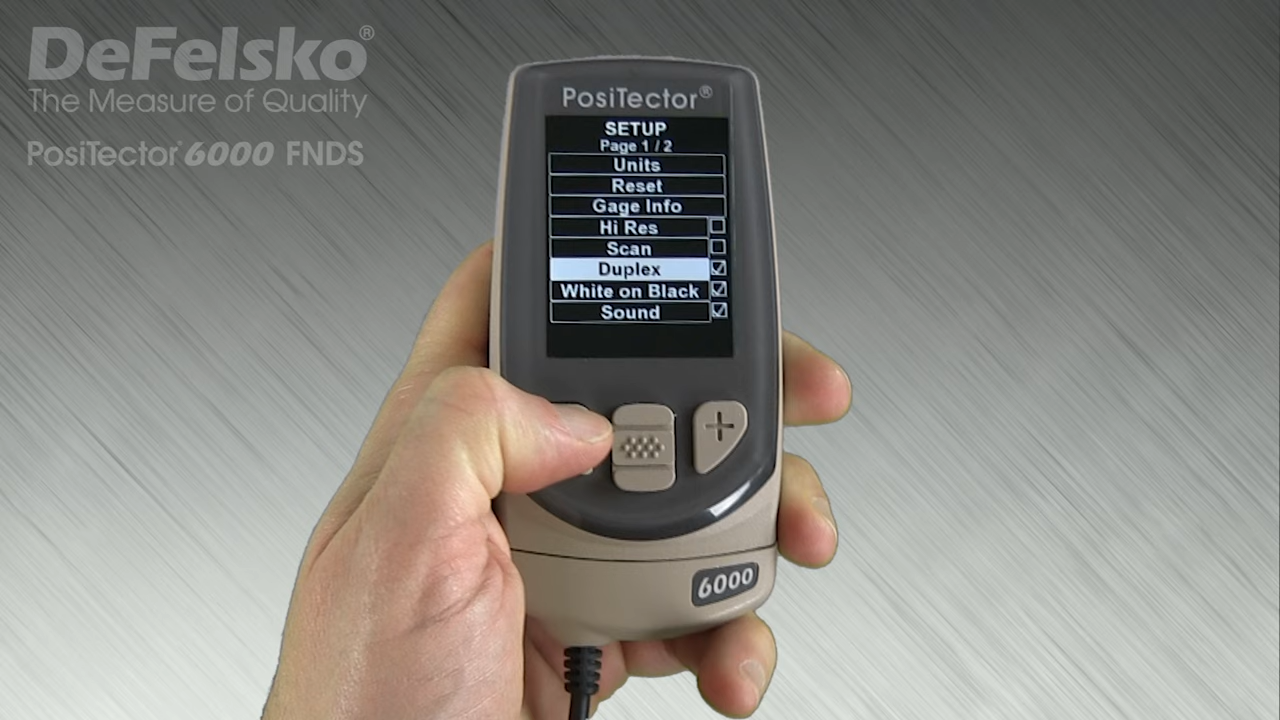 DeFelsko®
The Measure of Quality
PosiTector® 6000 FNDS
PosiTector®
SETUP
Page 1 / 2
Units
Reset
Gage Info
Hi Res
Scan
Duplex
White on Black
Sound
+
6000